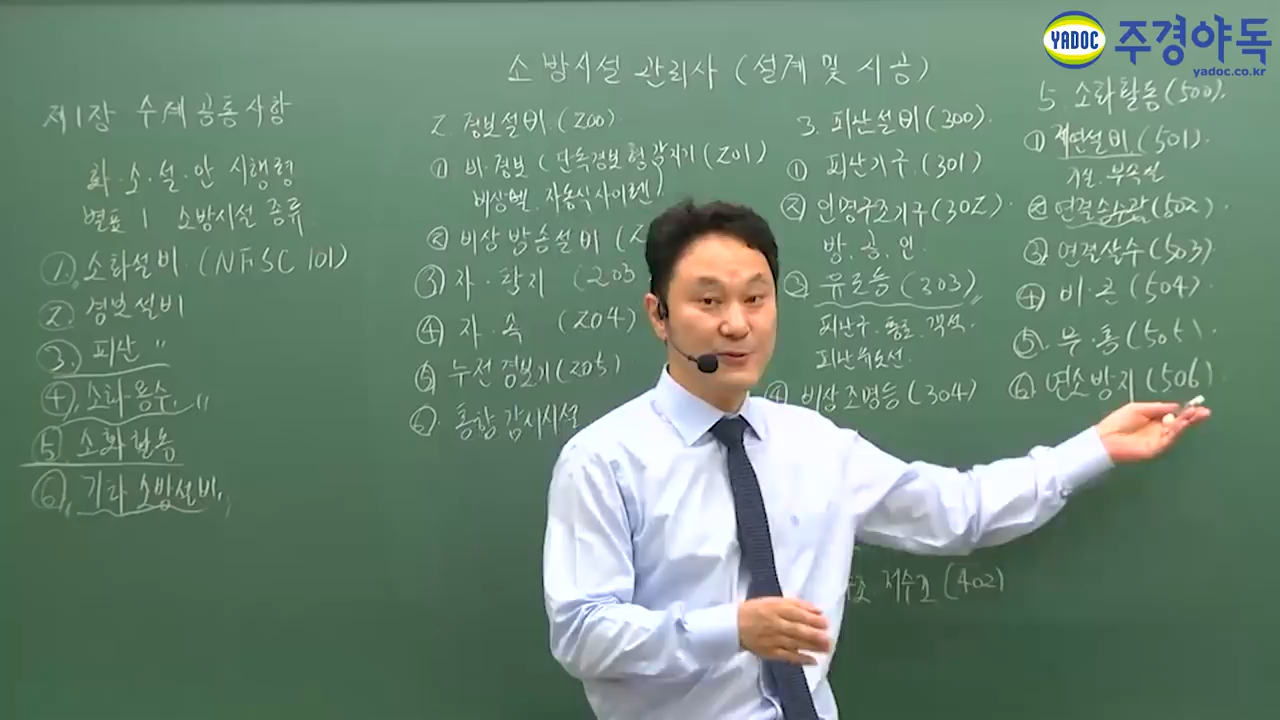 YADOC 주경야독
yadoc.co.kr
소방시설 관리사 (설계 및 시공)
제1장 수계 공통사항
화·소·설·안 시행령
별표 1 소방시설 종류
①. 소화설비. (NFSC 101)
②. 경보설비
③. 피산 "
④. 소화용수. "
⑤ 소화활동
⑥. 기타 소방설비.
2. 경보설비. (200)
① 비·경보 ( 단독경보형 감지기 (201)
비상벨. 자동식사이렌)
② 비상방송설비 (2
③ 자·탐지 (203
④ 자·속 (204)
⑤ 누전경보기 (205)
⑥. 통합감시시설
3. 피산설비 (300).
① 피난기구 (301)
② 인명구조기구 (302).
방. 공. 인.
③ 유도등 (303)
피난구. 통로. 객석.
피난유도선.
④ 비상조명등 (304)
저수조 (402)
5. 소화활동 (500).
① 제연설비 (501).
거실. 부속실
② 연결송수관 (502).
③ 연결살수 (503)
④ 비·콘 (504).
⑤. 무·통 (505).
⑥. 연소방지 (506)